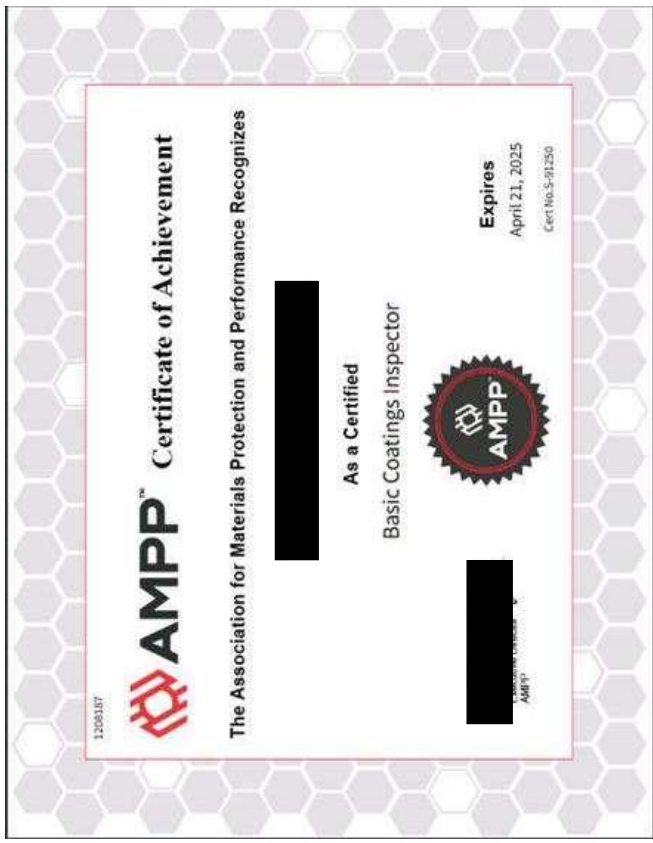 1208187
AMPP™ Certificate of Achievement
The Association for Materials Protection and Performance Recognizes
As a Certified
Basic Coatings Inspector
AMPP
Expires
April 21, 2025
Cert No.S-91250
AMPP